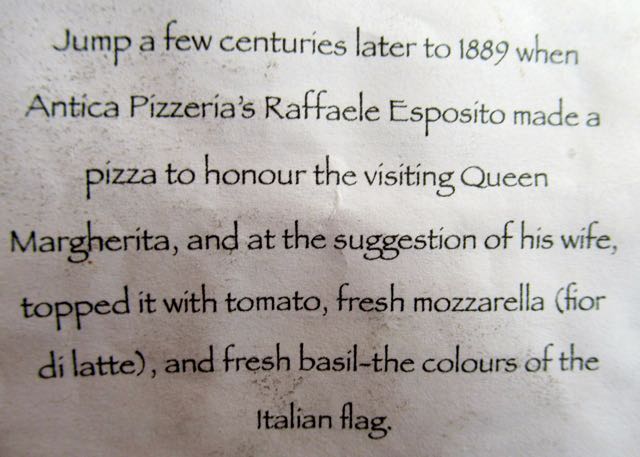 Jump a few centuries later to 1889 when
Antica Pizzeria's Raffaele Esposito made a
pizza to honour the visiting Queen
Margherita, and at the suggestion of his wife,
topped it with tomato, fresh mozzarella (fior
di latte), and fresh basil-the colours of the
Italian flag.